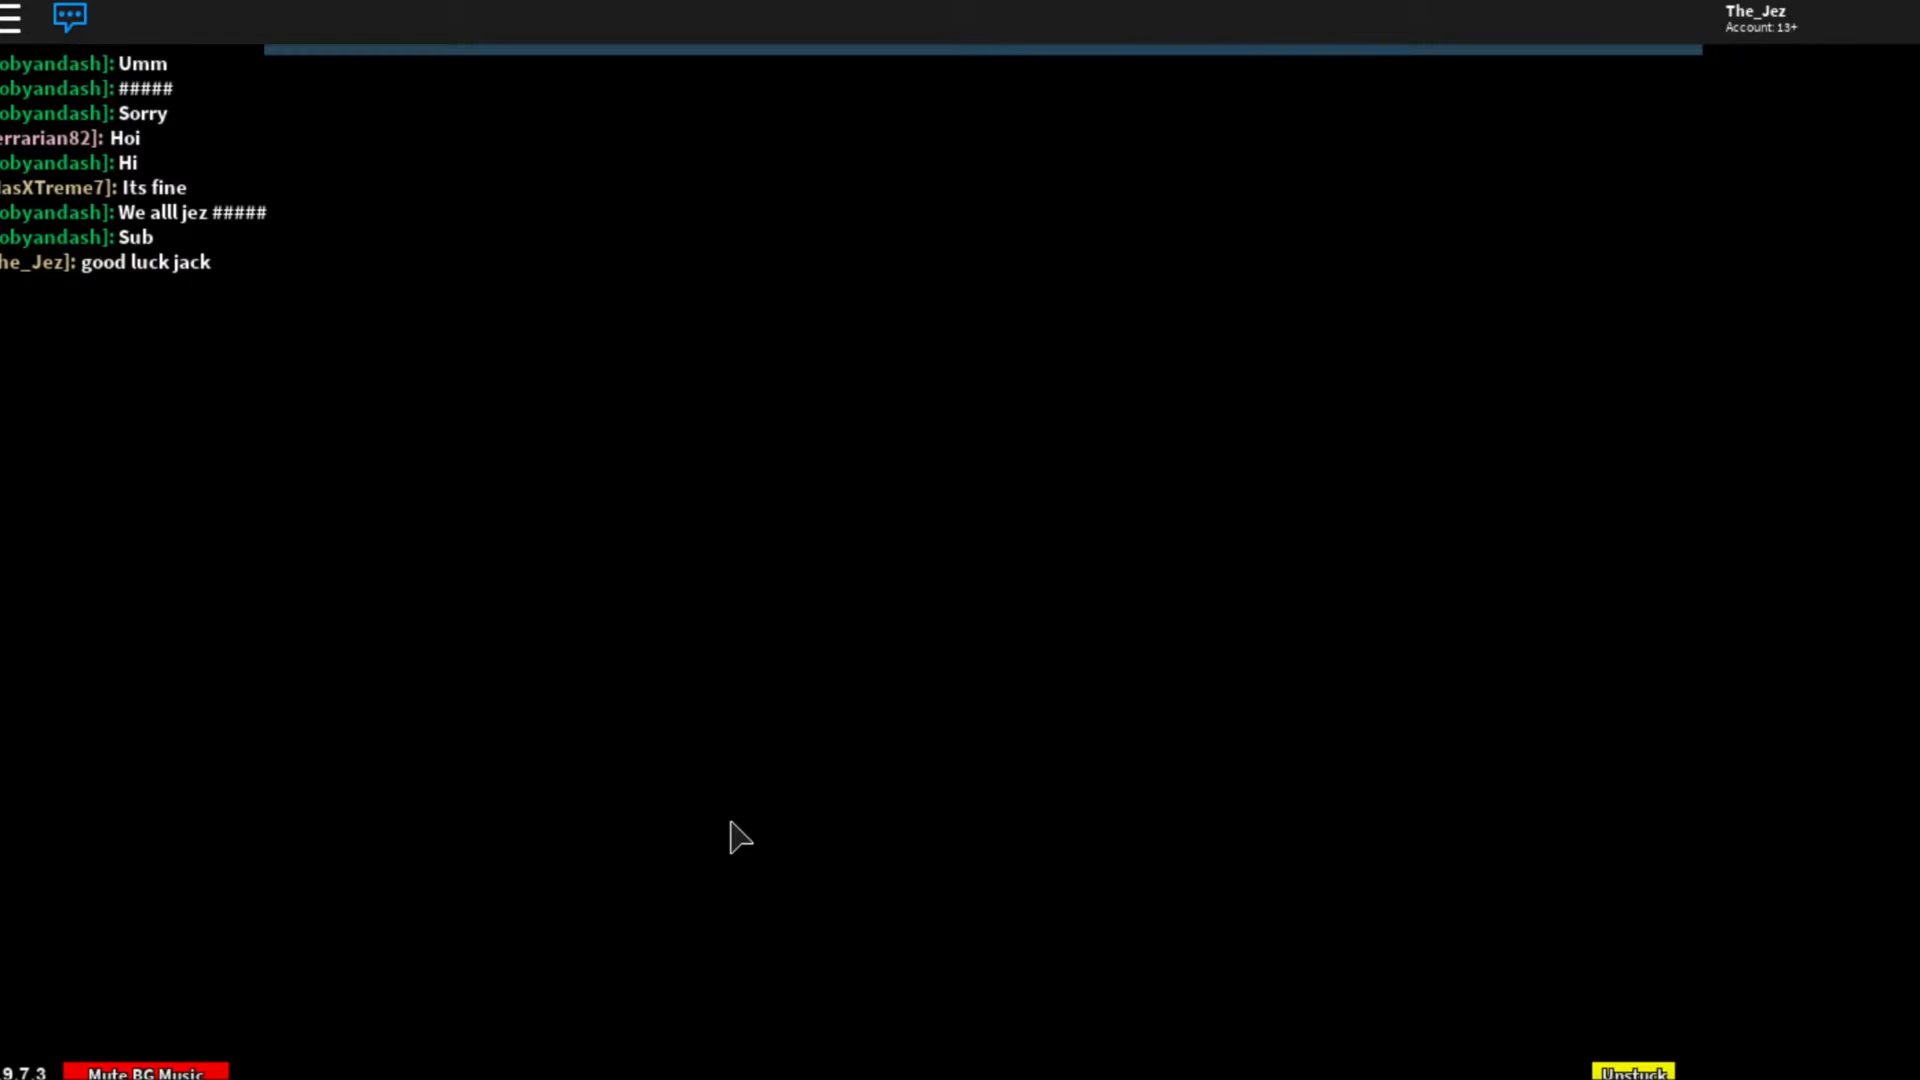 The_Jez
Account: 13+
obyandash]: Umm
obyandash]: #####
obyandash]: Sorry
errarian82]: Hoi
obyandash]: Hi
asXTreme7]: Its fine
obyandash]: We alll jez #####
obyandash]: Sub
he_Jez]: good luck jack
9.7.3
Mute BG Music
Unstuck